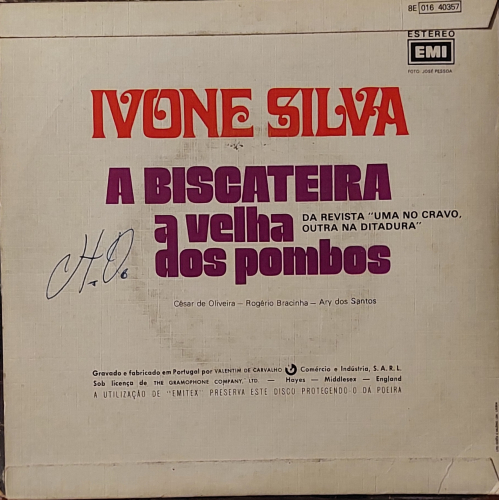 8E 016 40357
ESTEREO
EMI
FOTO: JOSÉ PESSOA
IVONE SILVA
A BISCATEIRA
a velha
dos pombos
DA REVISTA "UMA NO CRAVO,
OUTRA NA DITADURA"
H. D.
César de Oliveira — Rogério Bracinha — Ary dos Santos
Gravado e fabricado em Portugal por VALENTIM DE CARVALHO Comércio e Indústria, S. A. R. L.
Sob licença de THE GRAMOPHONE COMPANY, LTD. — Hayes — Middlesex — England
A UTILIZAÇÃO DE "EMITEX" PRESERVA ESTE DISCO PROTEGENDO O DA POEIRA